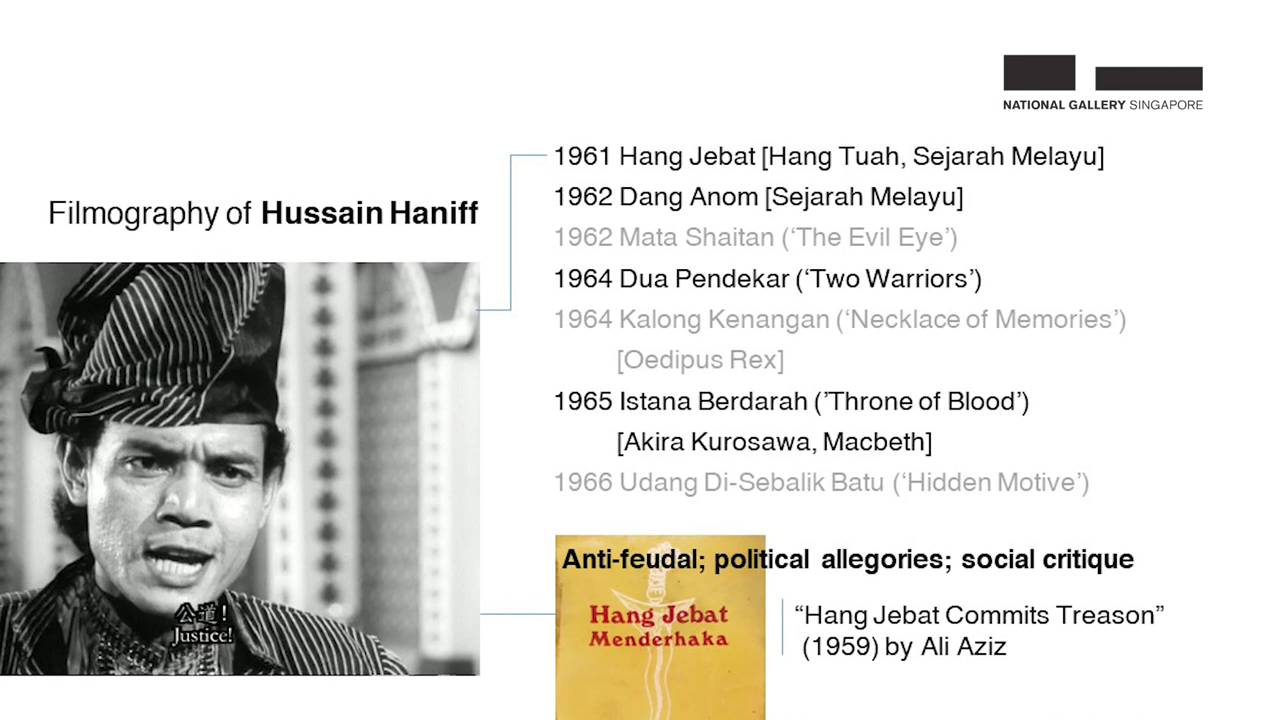 NATIONAL GALLERY SINGAPORE
Filmography of Hussain Haniff
1961 Hang Jebat [Hang Tuah, Sejarah Melayu]
1962 Dang Anom [Sejarah Melayu]
1962 Mata Shaitan (‘The Evil Eye’)
1964 Dua Pendekar (‘Two Warriors’)
1964 Kalong Kenangan (‘Necklace of Memories’)
[Oedipus Rex]
1965 Istana Berdarah (’Throne of Blood’)
[Akira Kurosawa, Macbeth]
1966 Udang Di-Sebalik Batu (‘Hidden Motive’)
公道!
Justice!
Anti-feudal; political allegories; social critique
Hang Jebat
Menderhaka
“Hang Jebat Commits Treason”
(1959) by Ali Aziz